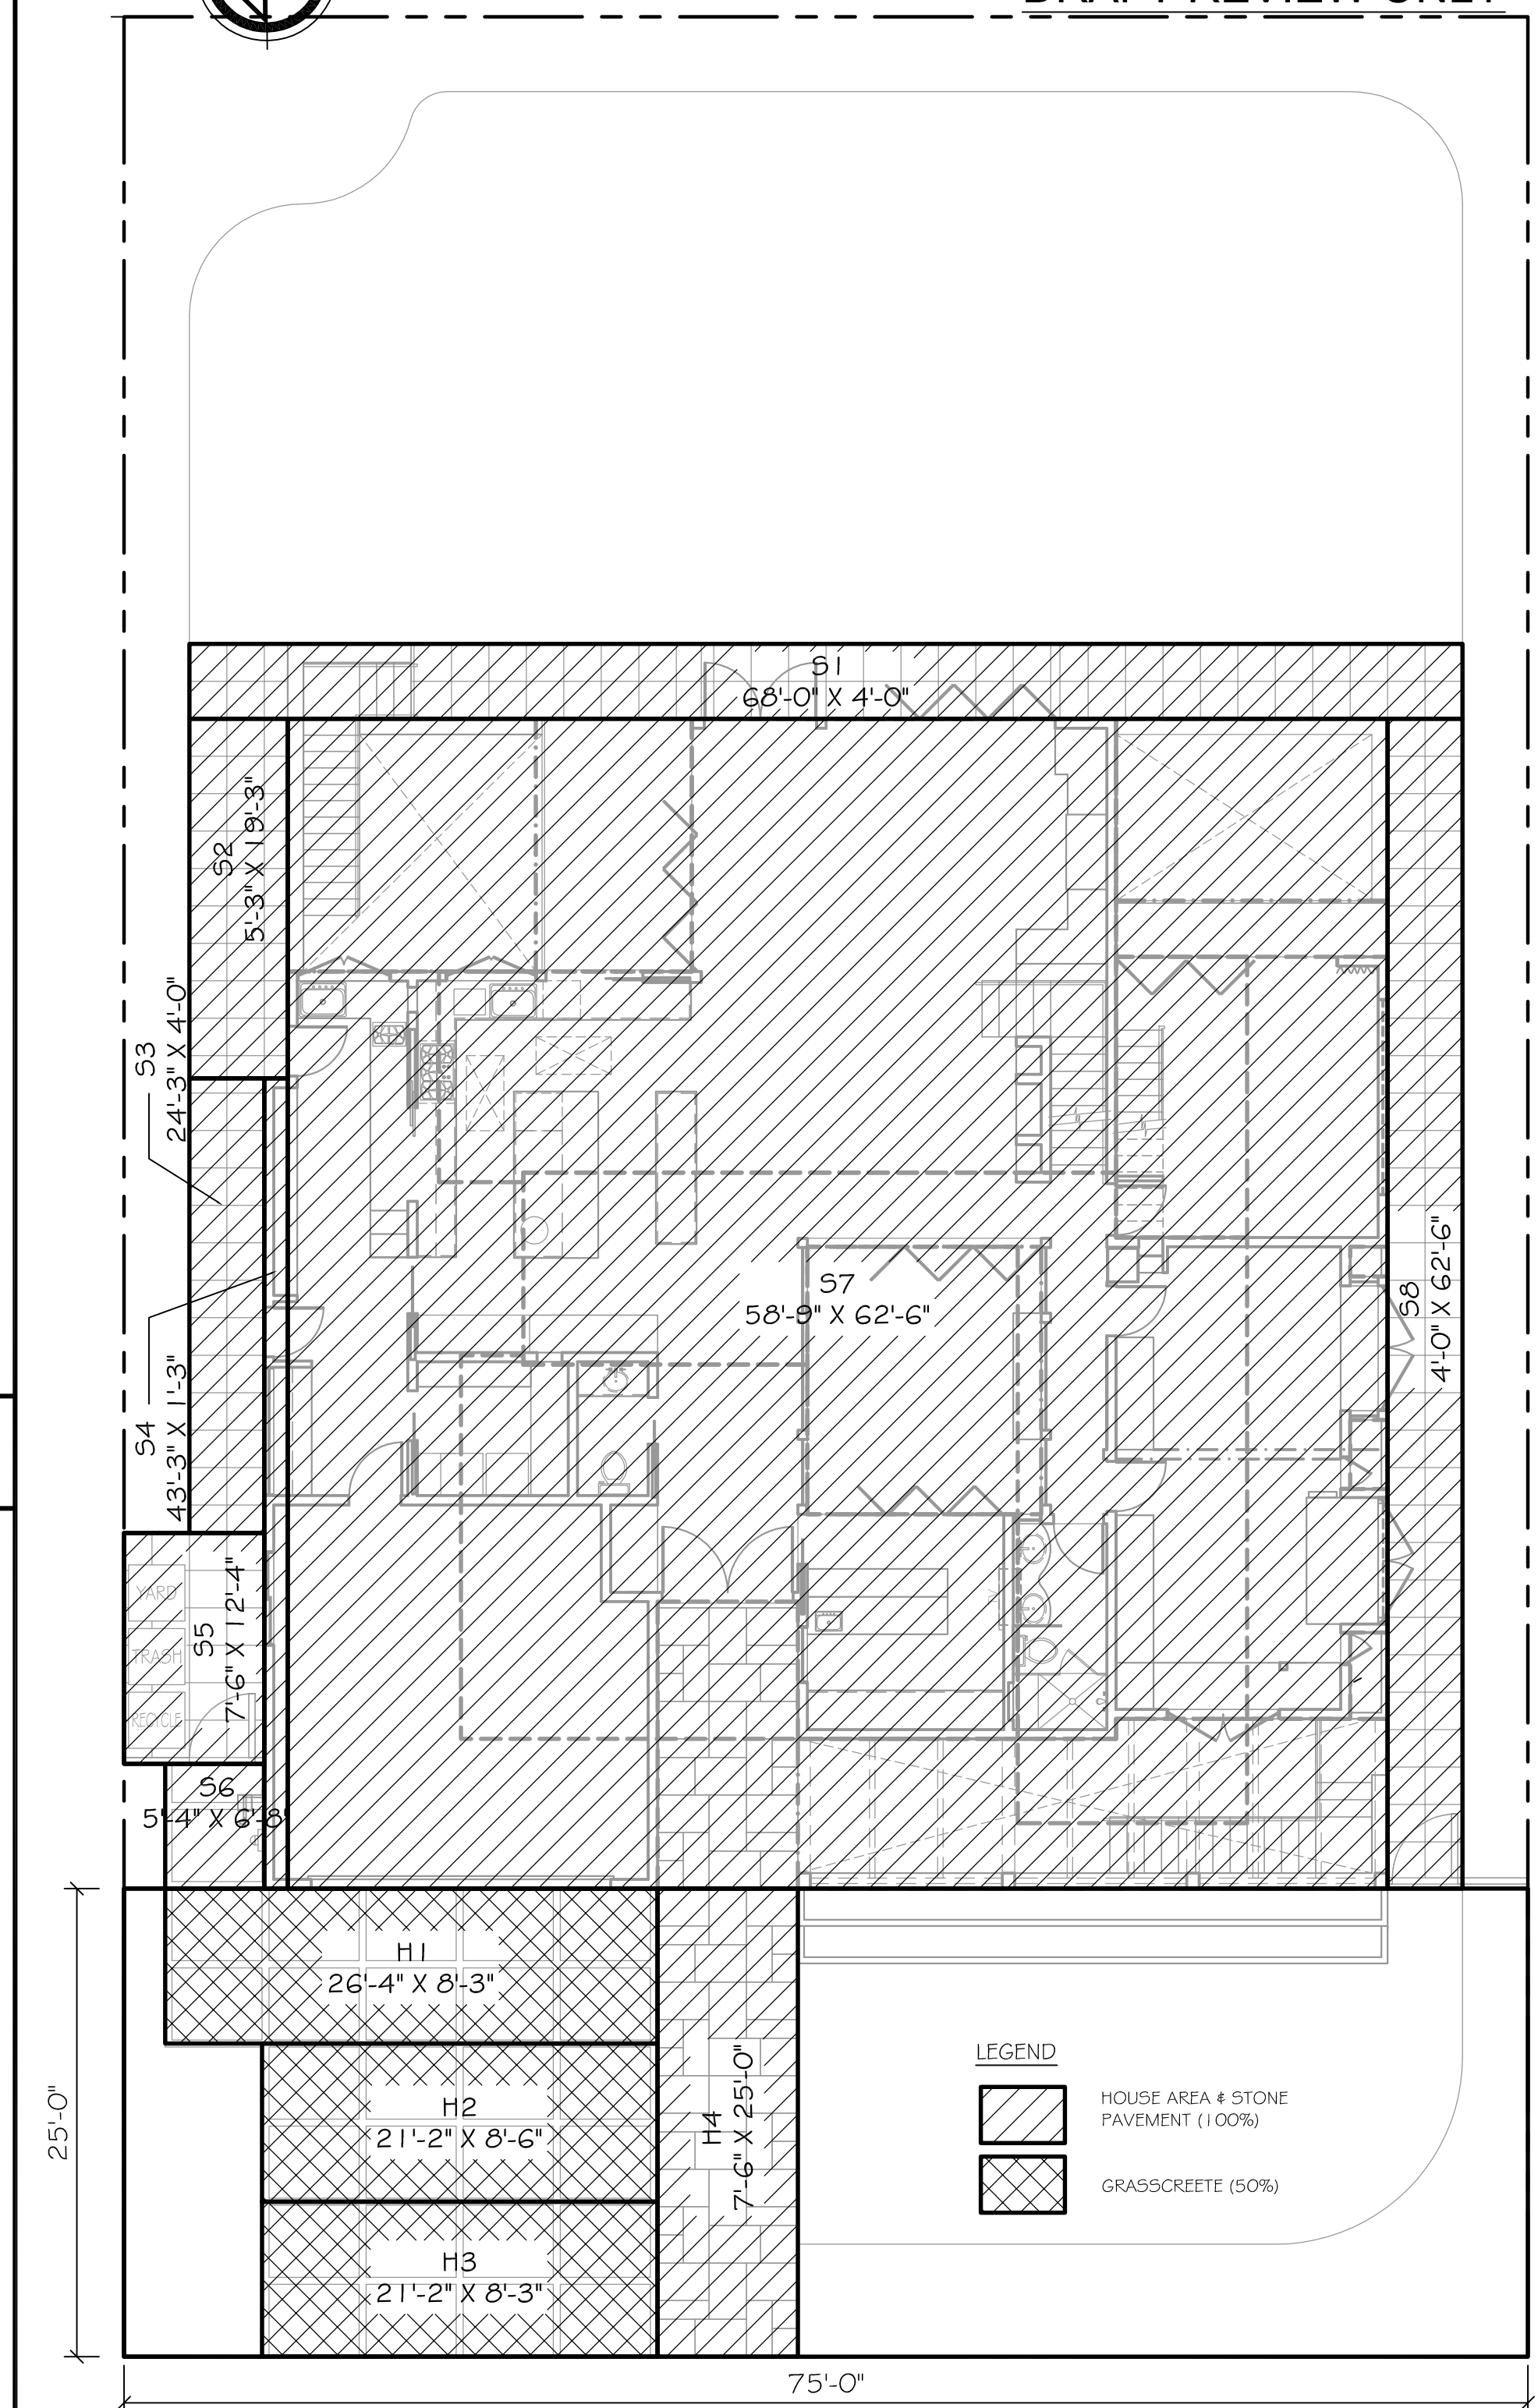 S1
68'-0" X 4'-0"
S2
5'-3" X 19'-3"
S3
24'-3" X 4'-0"
S7
58'-9" X 62'-6"
S8
4'-0" X 62'-6"
S4
43'-3" X 1'-3"
YARD
TRASH
RECYCLE
S5
7'-6" X 12'-4"
S6
5'-4" X 6'-8"
H1
26'-4" X 8'-3"
H2
21'-2" X 8'-6"
H3
21'-2" X 8'-3"
H4
7'-6" X 25'-0"
25'-0"
LEGEND
HOUSE AREA & STONE
PAVEMENT (100%)
GRASSCREETE (50%)
75'-0"